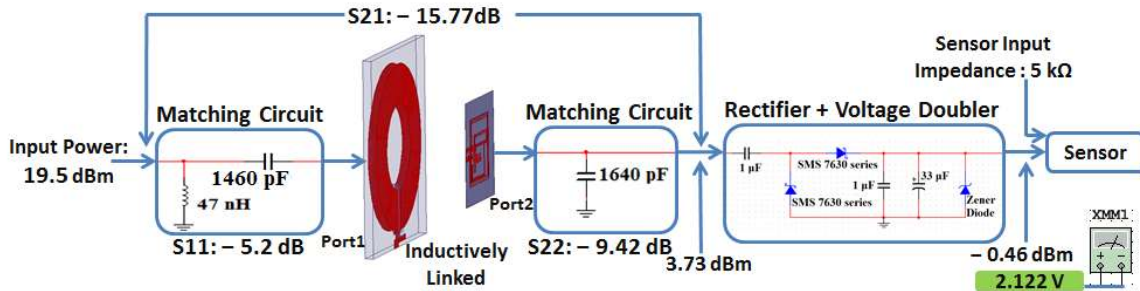 S21: – 15.77dB
Sensor Input
Impedance : 5 kΩ
Matching Circuit
Matching Circuit
Rectifier + Voltage Doubler
Input Power:
19.5 dBm
1460 pF
47 nH
S11: – 5.2 dB
Port1
Inductively
Linked
Port2
1640 pF
S22: – 9.42 dB
3.73 dBm
1 µF
SMS 7630 series
SMS 7630 series
1 µF
33 µF
+
Zener
Diode
Sensor
– 0.46 dBm
2.122 V
XMM1
+ –